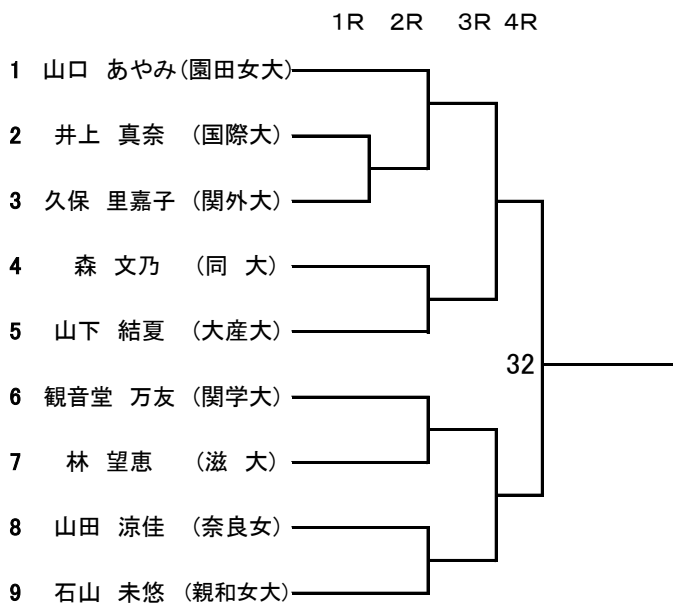 1R 2R 3R 4R
1 山口 あやみ(園田女大)
2 井上 真奈 (国際大)
3 久保 里嘉子 (関外大)
4 森 文乃 (同 大)
5 山下 結夏 (大産大)
32
6 観音堂 万友 (関学大)
7 林 望恵 (滋 大)
8 山田 涼佳 (奈良女)
9 石山 未悠 (親和女大)